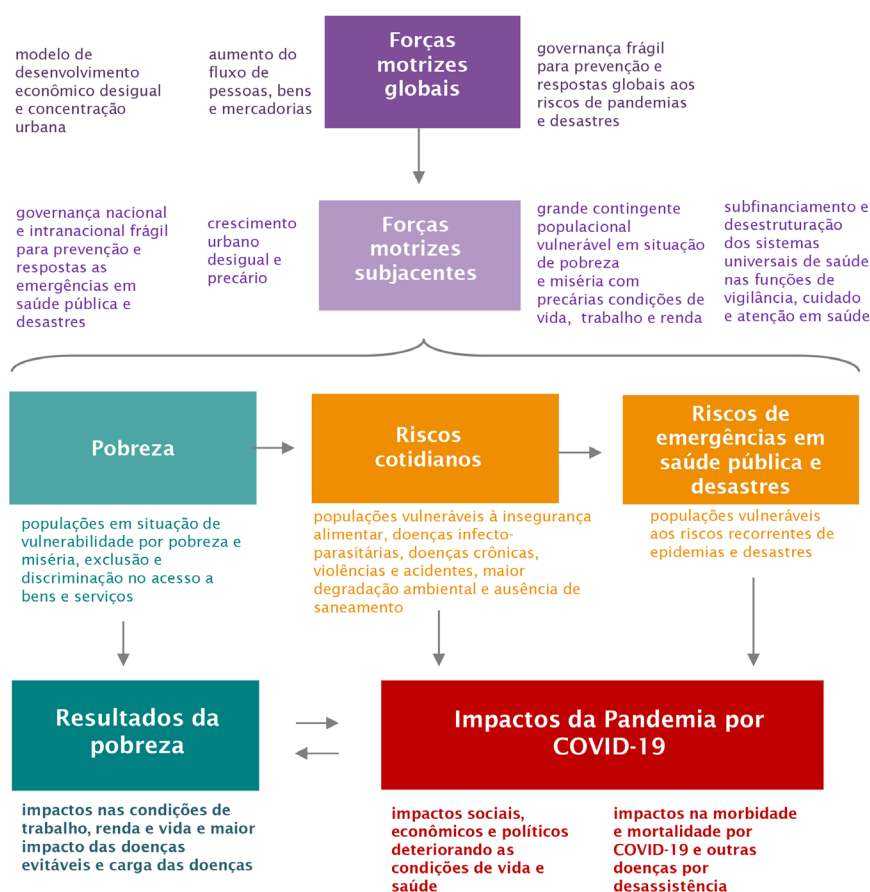 modelo de
desenvolvimento
econômico desigual
e concentração
urbana
aumento do
fluxo de
pessoas, bens
e mercadorias
Forças
motrizes
globais
governança frágil
para prevenção e
respostas globais aos
riscos de pandemias
e desastres
governança nacional
e intranacional frágil
para prevenção e
respostas as
emergências em
saúde pública e
desastres
crescimento
urbano
desigual e
precário
Forças
motrizes
subjacentes
grande contingente
populacional
vulnerável em situação
de pobreza
e miséria com
precárias condições de
vida, trabalho e renda
subfinanciamento e
desestruturação
dos sistemas
universais de saúde
nas funções de
vigilância, cuidado
e atenção em saúde
Pobreza
Riscos
cotidianos
Riscos de
emergências em
saúde pública e
desastres
populações em situação de
vulnerabilidade por pobreza e
miséria, exclusão e
discriminação no acesso a
bens e serviços
populações vulneráveis à insegurança
alimentar, doenças infecto-
parasitárias, doenças crônicas,
violências e acidentes, maior
degradação ambiental e ausência de
saneamento
populações vulneráveis
aos riscos recorrentes de
epidemias e desastres
Resultados da
pobreza
Impactos da Pandemia por
COVID-19
impactos nas condições de
trabalho, renda e vida e maior
impacto das doenças
evitáveis e carga das doenças
impactos sociais,
econômicos e políticos
deteriorando as
condições de vida e
saúde
impactos na morbidade
e mortalidade por
COVID-19 e outras
doenças por
desassistência